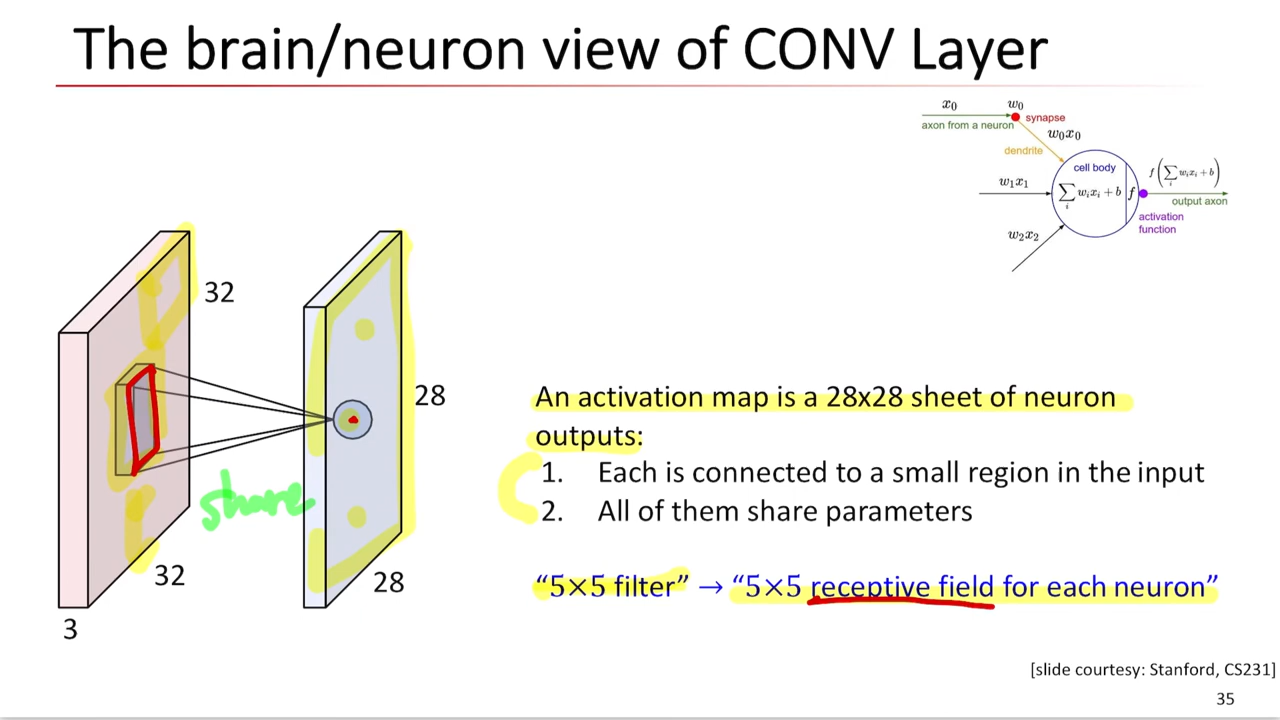 The brain/neuron view of CONV Layer
x₀
w₀
axon from a neuron
synapse
w₀x₀
dendrite
cell body
f(∑ᵢ wᵢxᵢ + b)
w₁x₁
∑ᵢ wᵢxᵢ + b
f
output axon
activation
function
w₂x₂
32
28
An activation map is a 28x28 sheet of neuron
outputs:
1. Each is connected to a small region in the input
share
2. All of them share parameters
32
28
"5×5 filter" → "5×5 receptive field for each neuron"
3
[slide courtesy: Stanford, CS231]
35